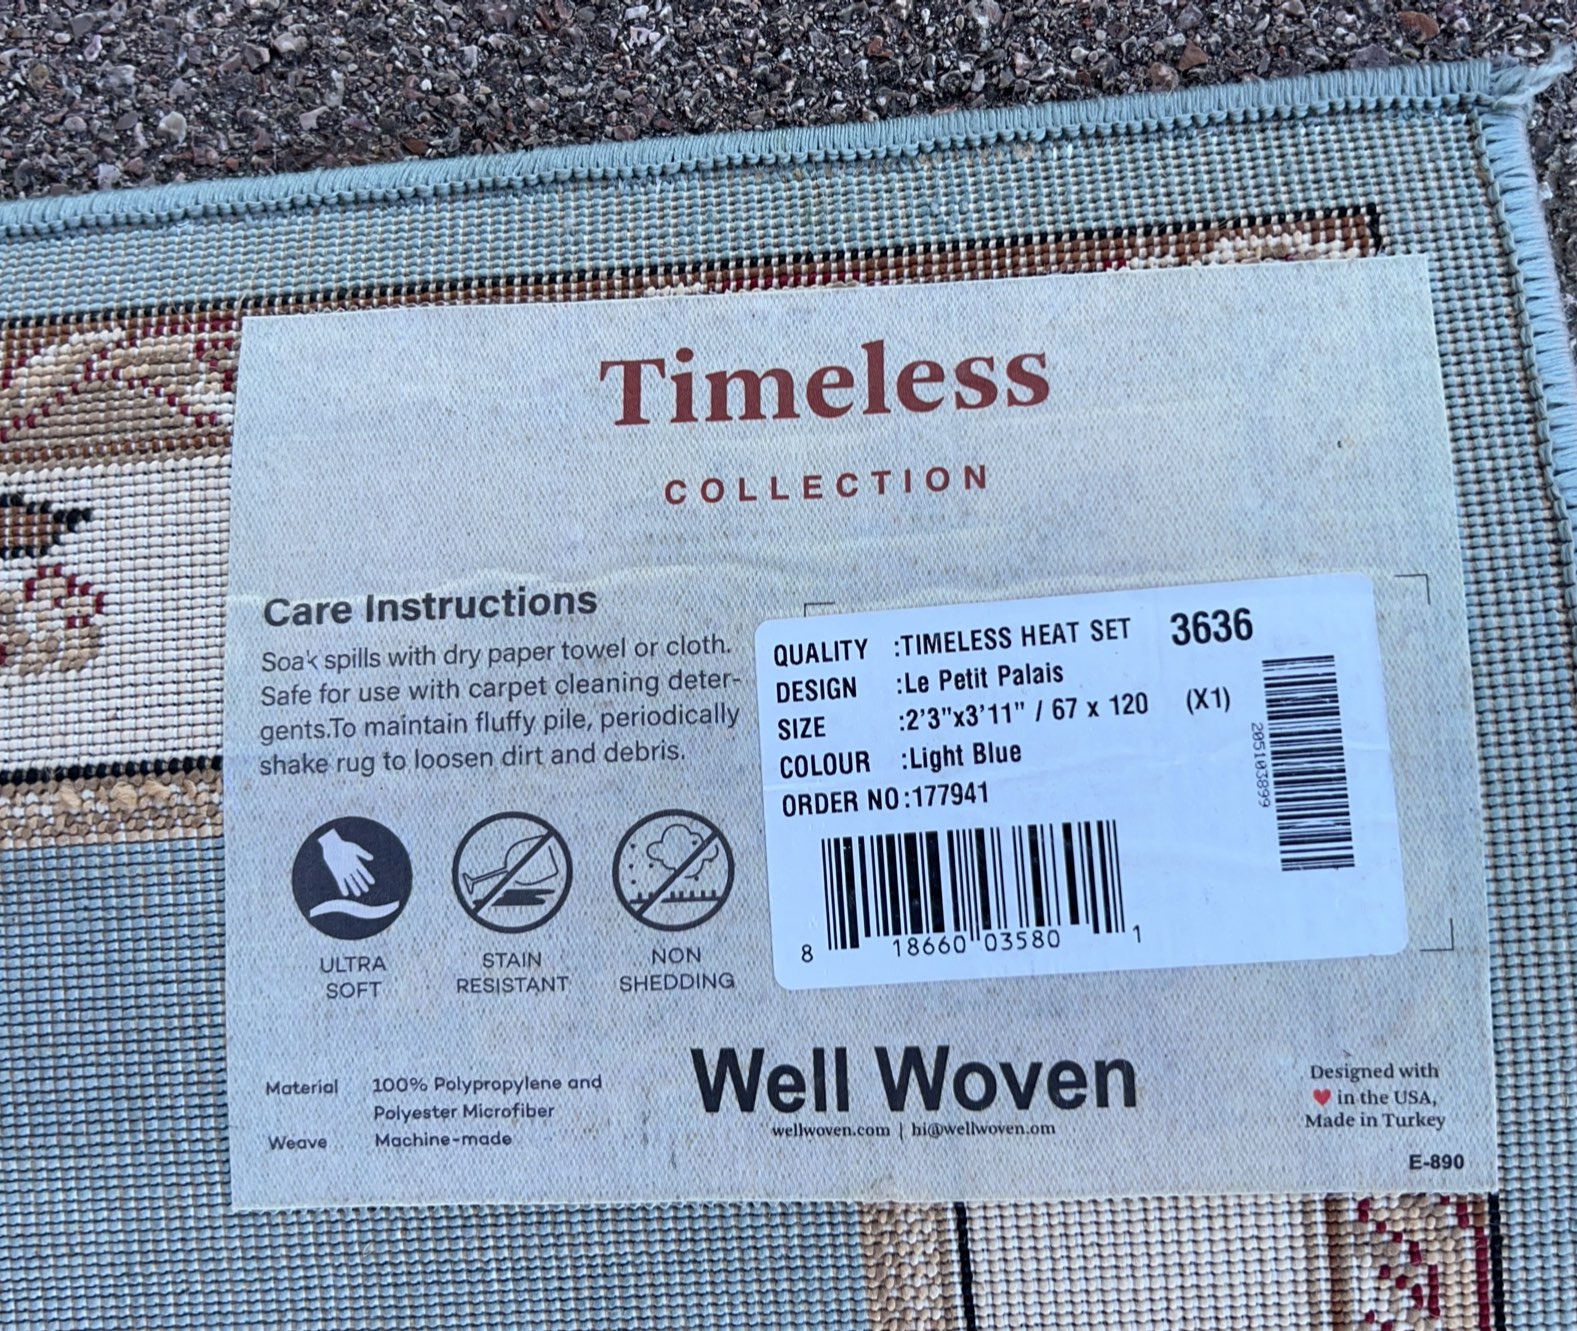 Timeless
COLLECTION
Care Instructions
Soak spills with dry paper towel or cloth.
Safe for use with carpet cleaning deter-
gents.To maintain fluffy pile, periodically
shake rug to loosen dirt and debris.
ULTRA
SOFT
STAIN
RESISTANT
NON
SHEDDING
QUALITY :TIMELESS HEAT SET 3636
DESIGN :Le Petit Palais
SIZE :2'3"x3'11" / 67 x 120 (X1)
COLOUR :Light Blue
ORDER NO:177941
205103899
8 18660 03580 1
Material 100% Polypropylene and
Polyester Microfiber
Weave Machine-made
Well Woven
wellwoven.com | hi@wellwoven.om
Designed with
♥ in the USA,
Made in Turkey
E-890